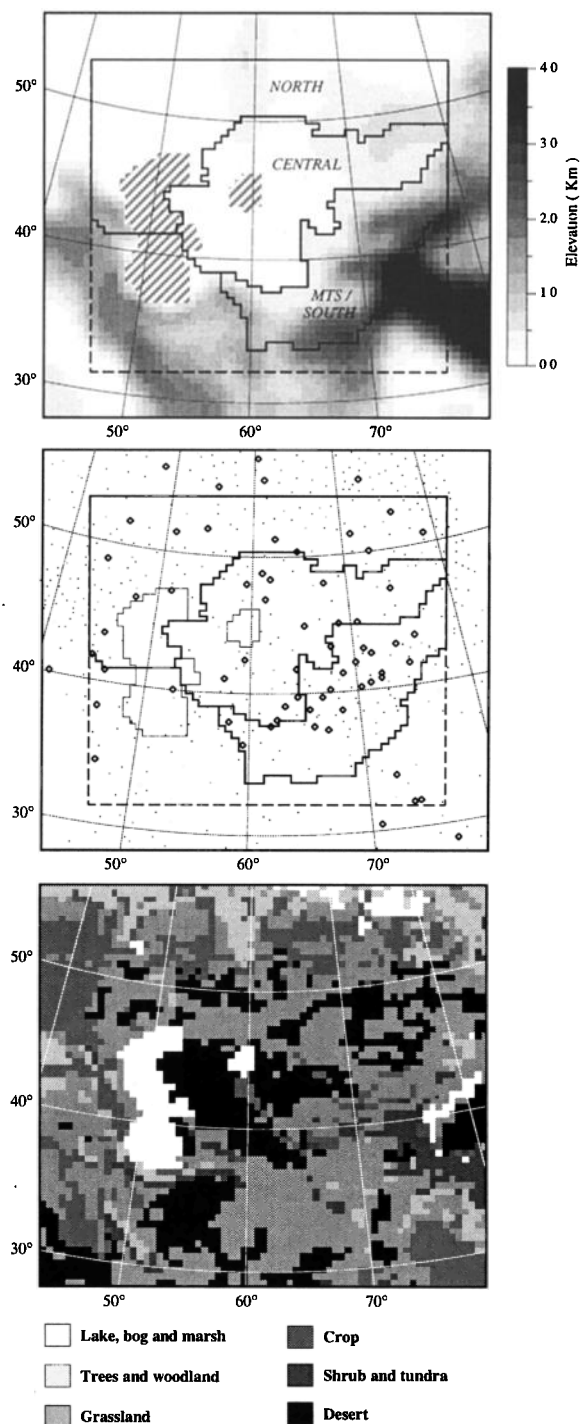 50°
40°
30°
NORTH
CENTRAL
MTS /
SOUTH
50°
60°
70°
4 0
3 0
2.0
1 0
0 0
Elevation (Km)
50°
40°
30°
50°
60°
70°
50°
40°
30°
50°
60°
70°
Lake, bog and marsh
Crop
Trees and woodland
Shrub and tundra
Grassland
Desert